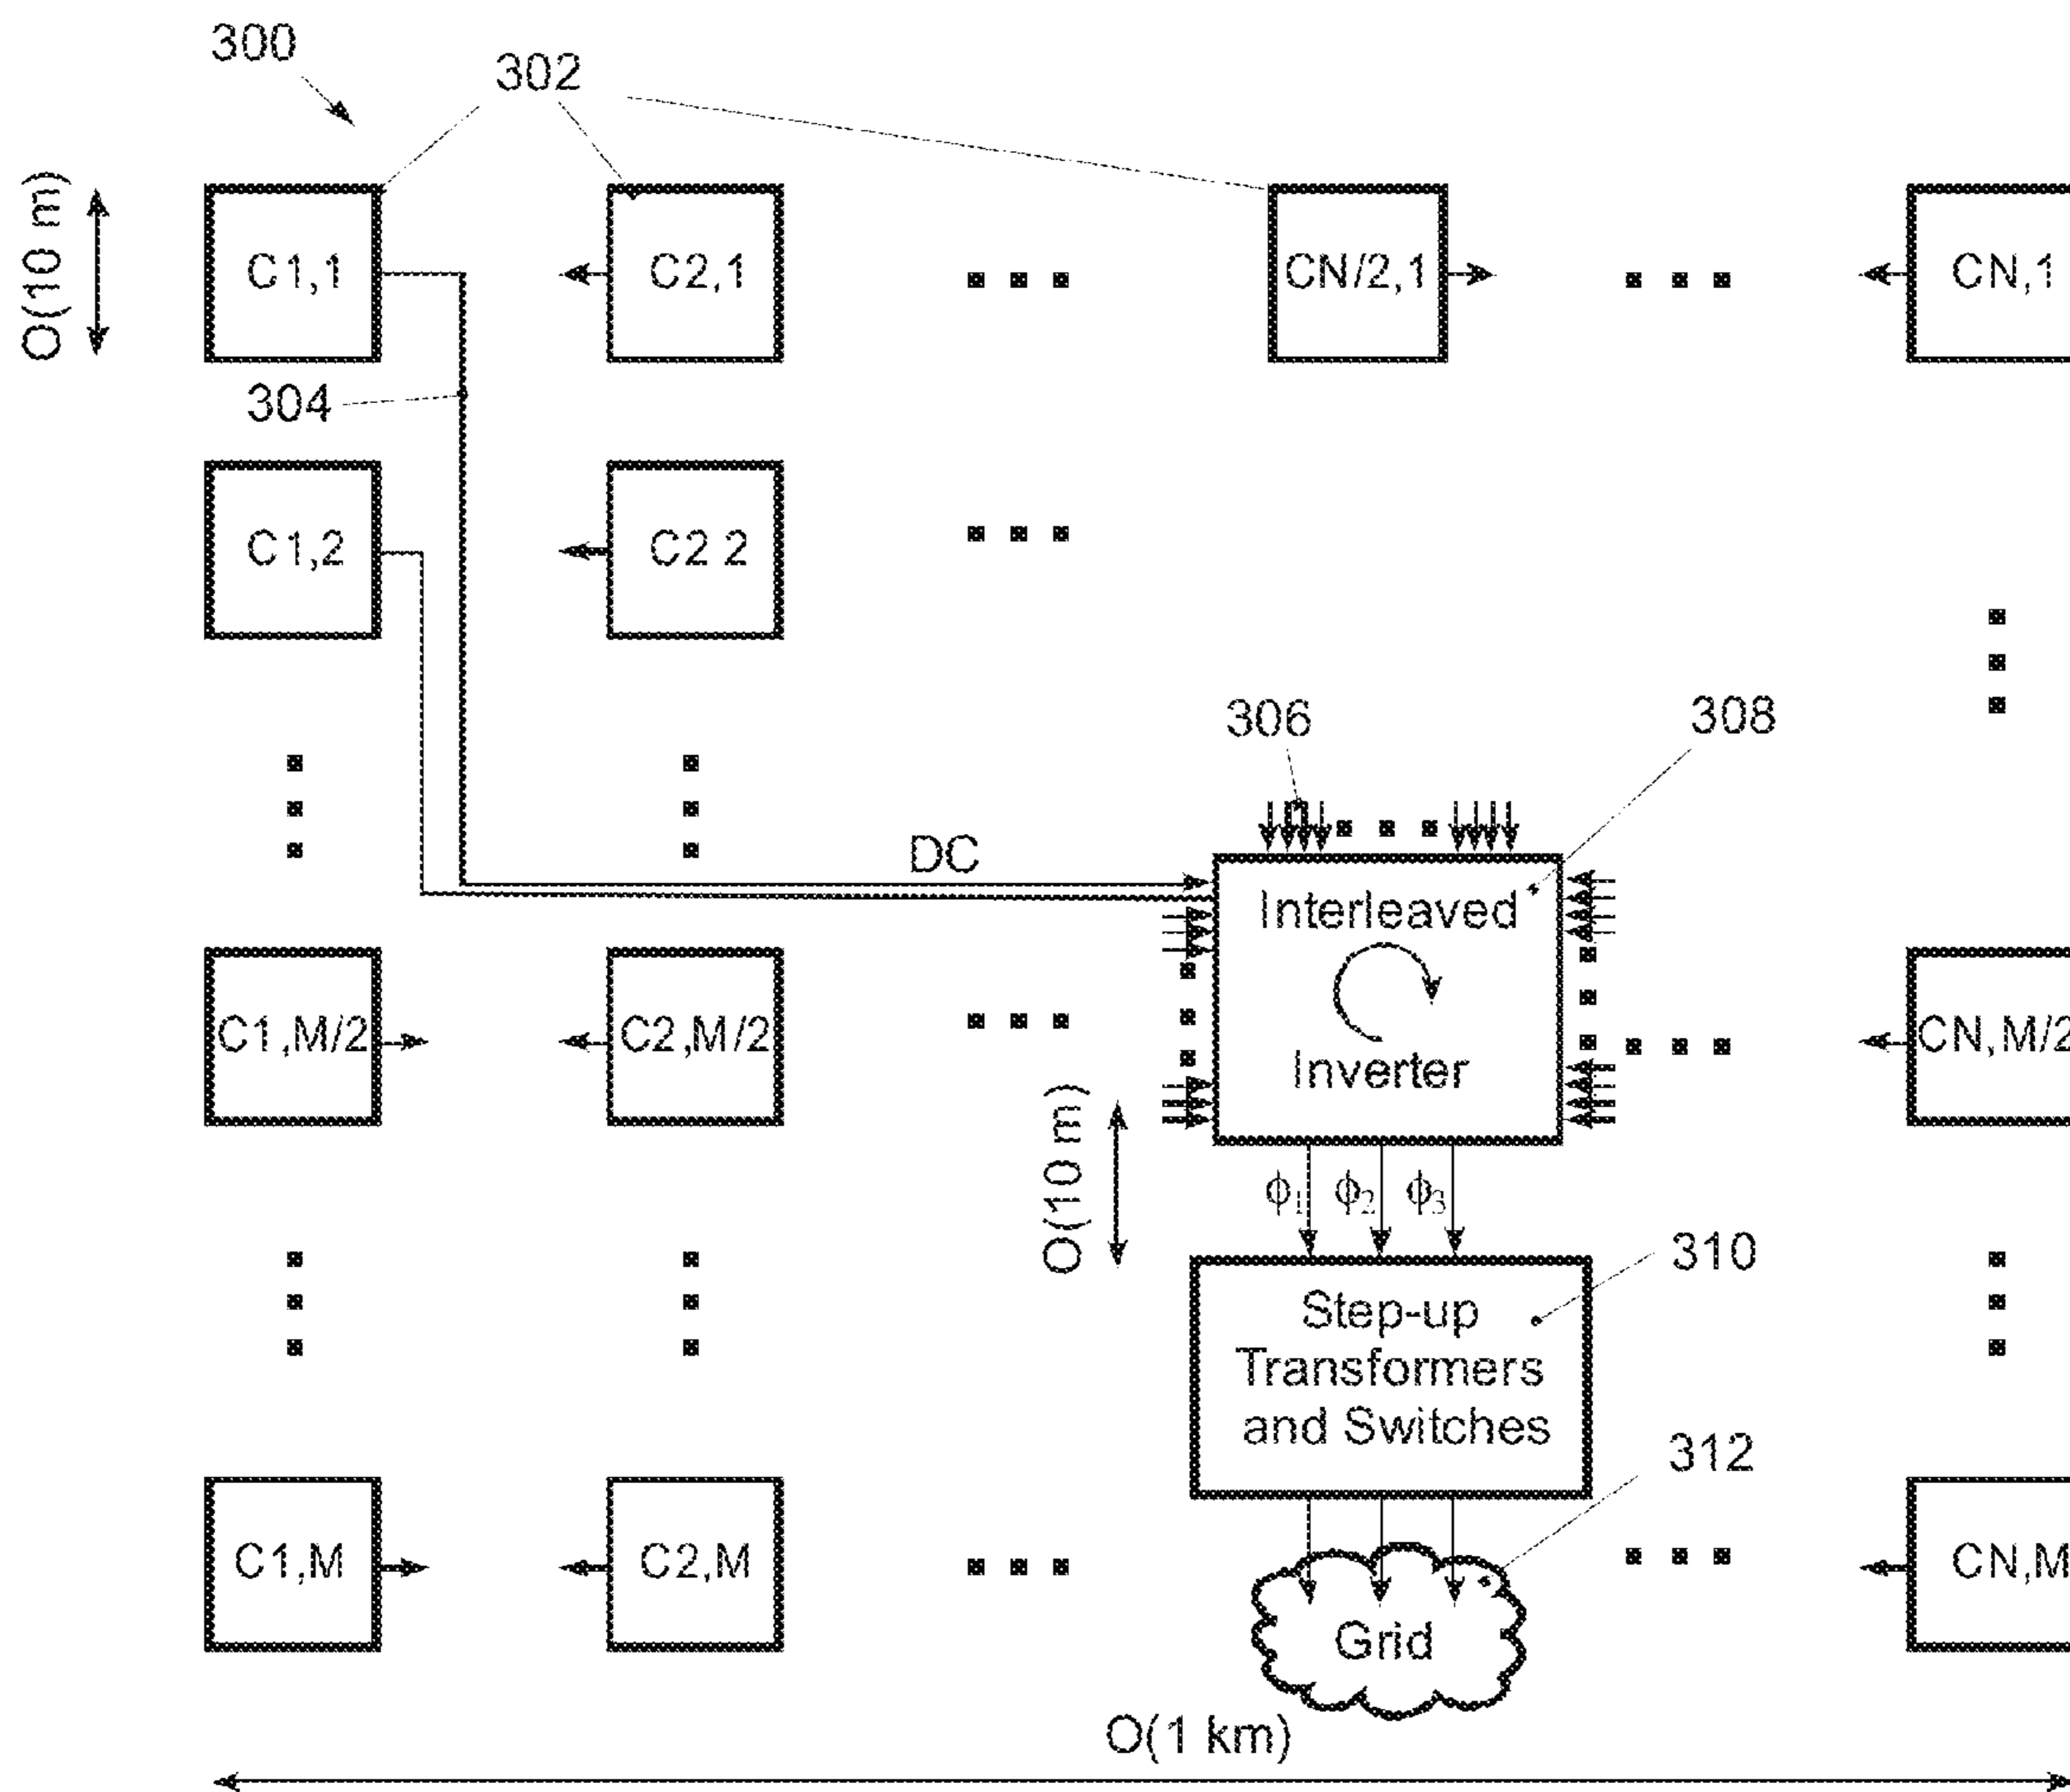 300
302
O(10 m)
C1,1
C2,1
CN/2,1
CN,1
304
C1,2
C2 2
306
308
DC
Interleaved
Inverter
C1,M/2
C2,M/2
CN,M/2
O(10 m)
ϕ1 ϕ2 ϕ3
310
Step-up
Transformers
and Switches
312
C1,M
C2,M
CN,M
Grid
O(1 km)